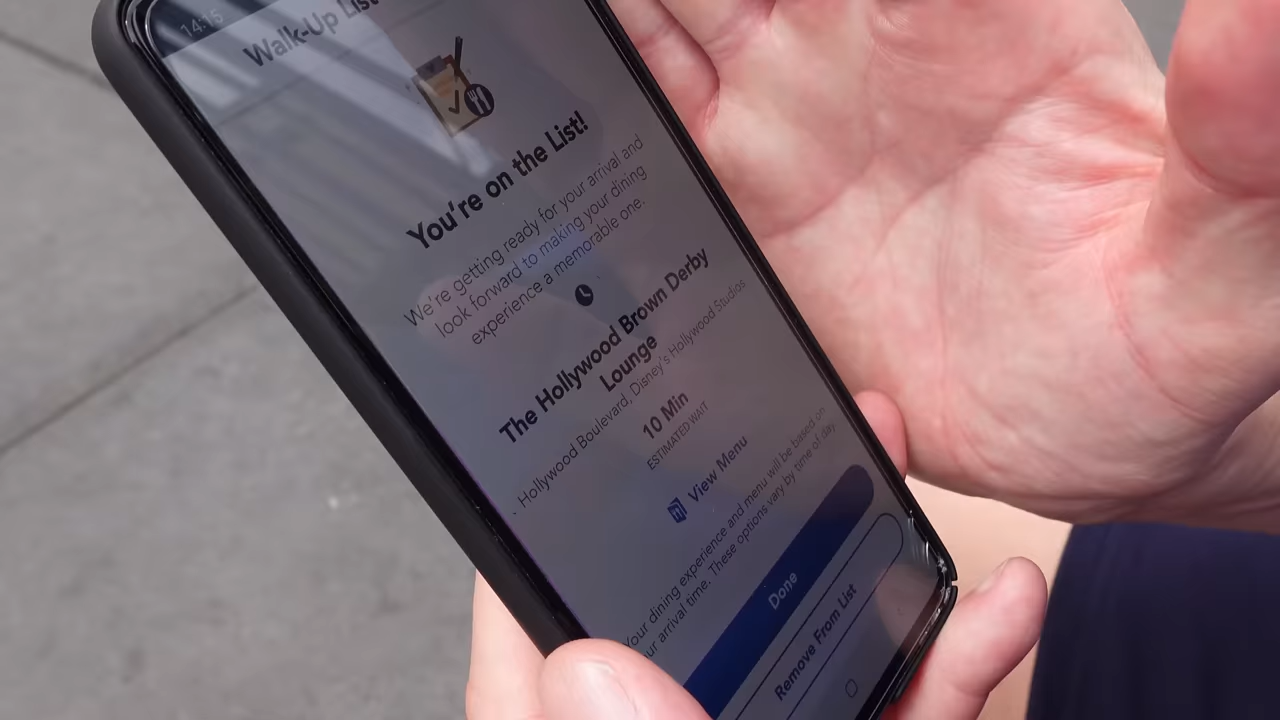 14:15
Walk-Up List
You're on the List!
We're getting ready for your arrival and
look forward to making your dining
experience a memorable one.
The Hollywood Brown Derby
Lounge
Hollywood Boulevard, Disney's Hollywood Studios
10 Min
ESTIMATED WAIT
View Menu
Your dining experience and menu will be based on
ur arrival time. These options vary by time of day.
Done
Remove From List